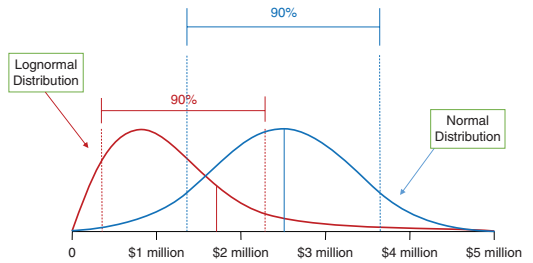 90%
Lognormal
Distribution
90%
Normal
Distribution
0
$1 million
$2 million
$3 million
$4 million
$5 million